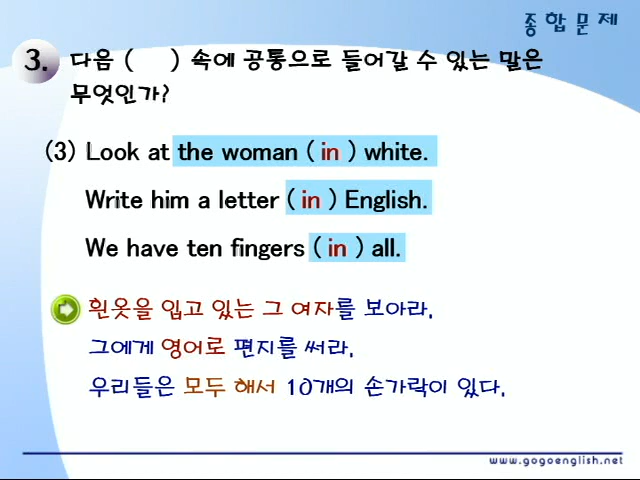 종합문제
3. 다음 (    ) 속에 공통으로 들어갈 수 있는 말은
무엇인가?
(3) Look at the woman ( in ) white.
Write him a letter ( in ) English.
We have ten fingers ( in ) all.
흰옷을 입고 있는 그 여자를 보아라.
그에게 영어로 편지를 써라.
우리들은 모두 해서 10개의 손가락이 있다.
www.gogoenglish.net